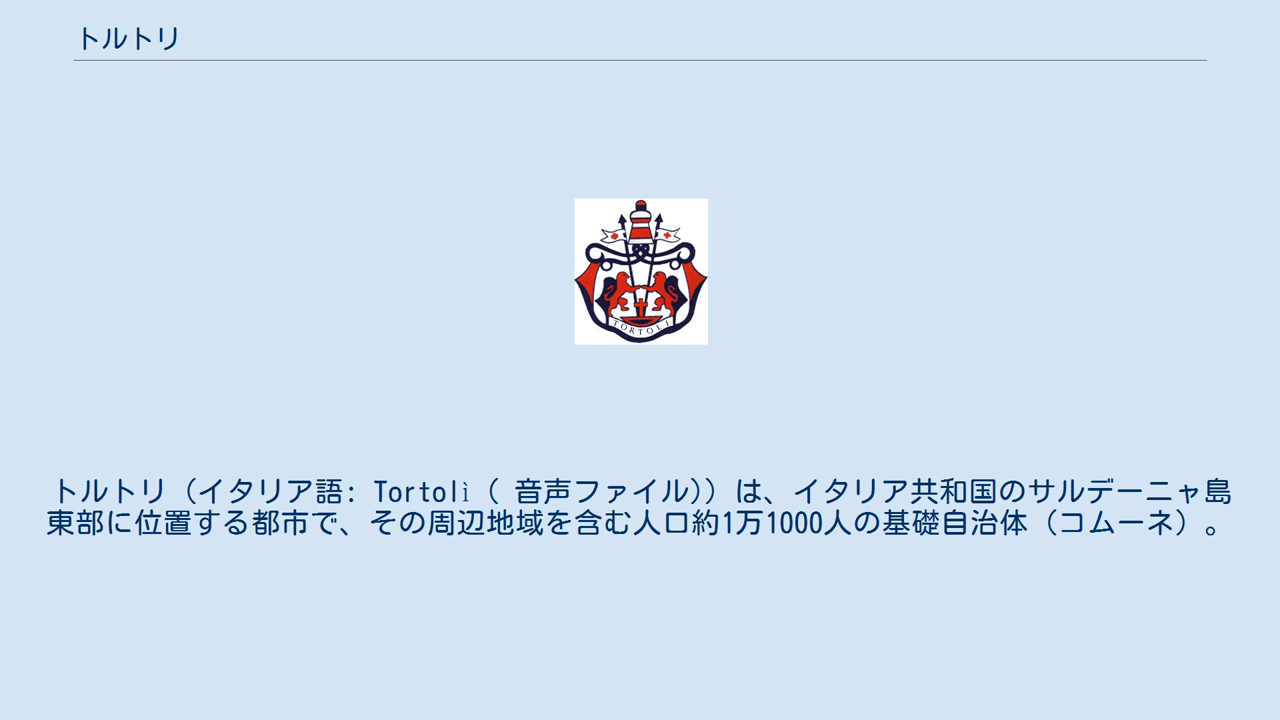 トルトリ
TORTOLI
トルトリ（イタリア語: Tortolì（ 音声ファイル)）は、イタリア共和国のサルデーニャ島
東部に位置する都市で、その周辺地域を含む人口約1万1000人の基礎自治体（コムーネ）。